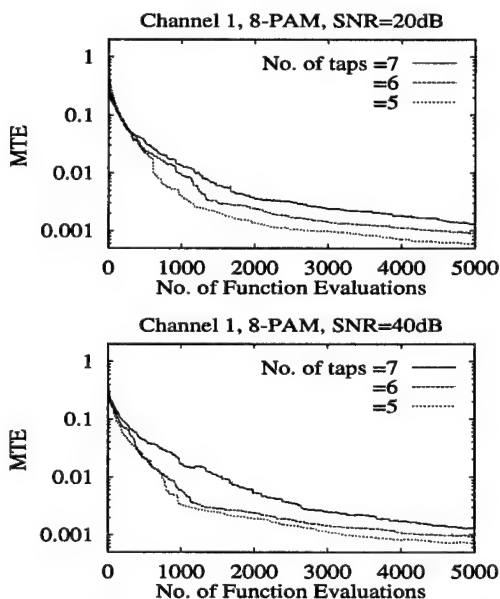 Channel 1, 8-PAM, SNR=20dB
1
0.1
0.01
0.001
MTE
No. of taps =7
=6
=5
0 1000 2000 3000 4000 5000
No. of Function Evaluations
Channel 1, 8-PAM, SNR=40dB
1
0.1
0.01
0.001
MTE
No. of taps =7
=6
=5
0 1000 2000 3000 4000 5000
No. of Function Evaluations